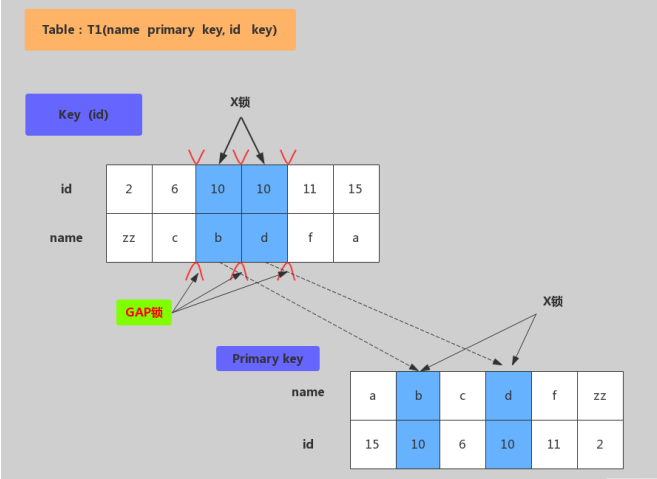 Table : T1(name primary key, id key)
X锁
Key (id)
id 2 6 10 10 11 15
name zz c b d f a
GAP锁
X锁
Primary key
name a b c d f zz
id 15 10 6 10 11 2